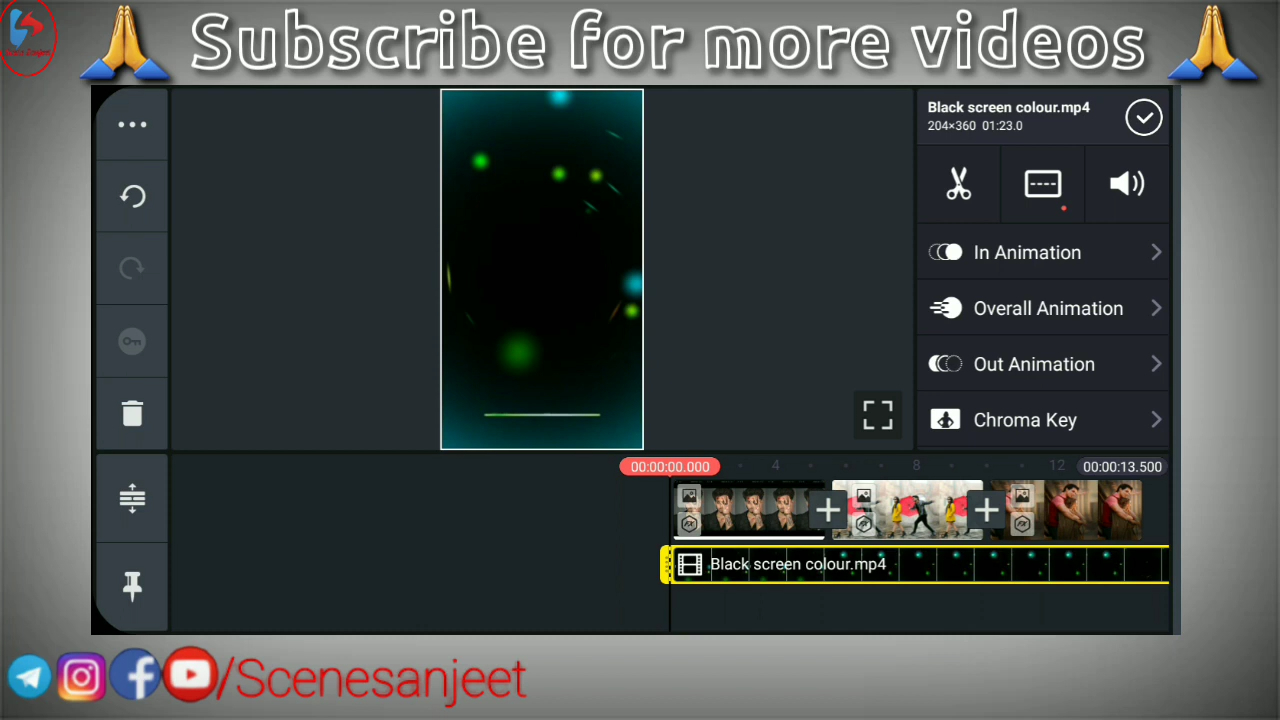 Subscribe for more videos
Black screen colour.mp4
204×360 01:23.0
In Animation
Overall Animation
Out Animation
Chroma Key
00:00:00.000
4
8
12
00:00:13.500
Black screen colour.mp4
/Scenesanjeet